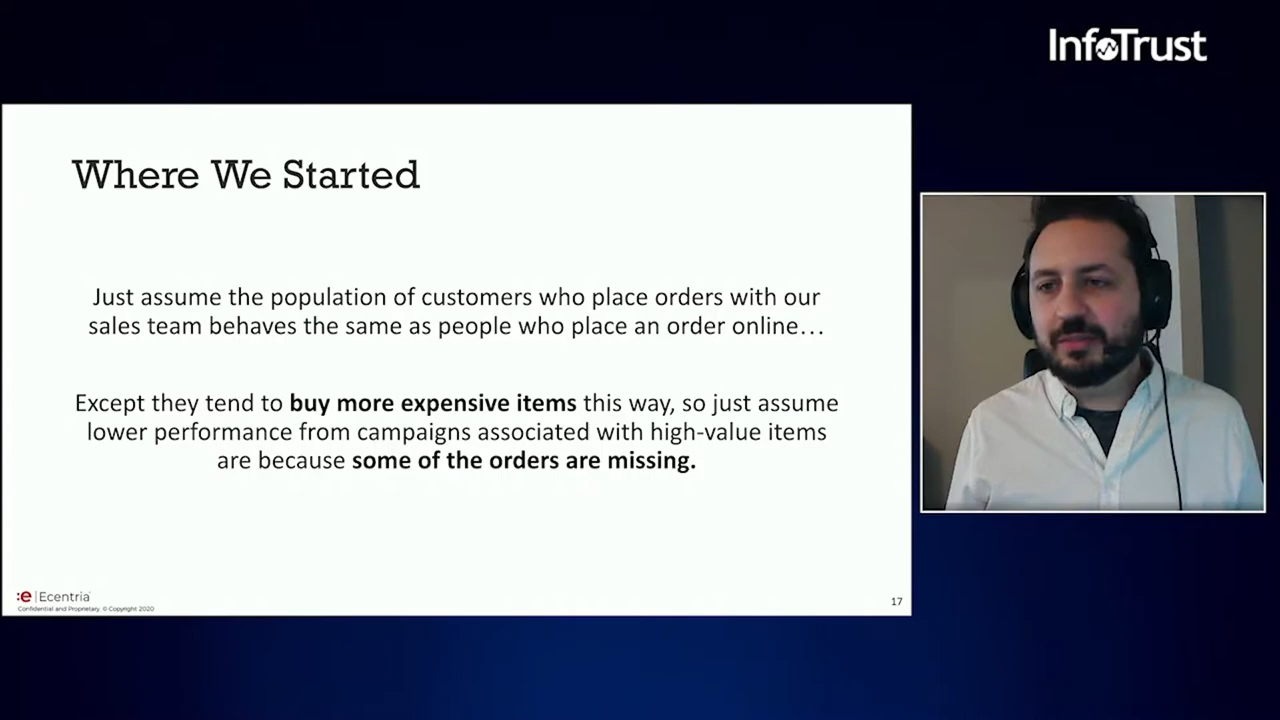 InfoTrust
Where We Started
Just assume the population of customers who place orders with our
sales team behaves the same as people who place an order online…
Except they tend to buy more expensive items this way, so just assume
lower performance from campaigns associated with high-value items
are because some of the orders are missing.
:e | Ecentria
Confidential and Proprietary. © Copyright 2020
17